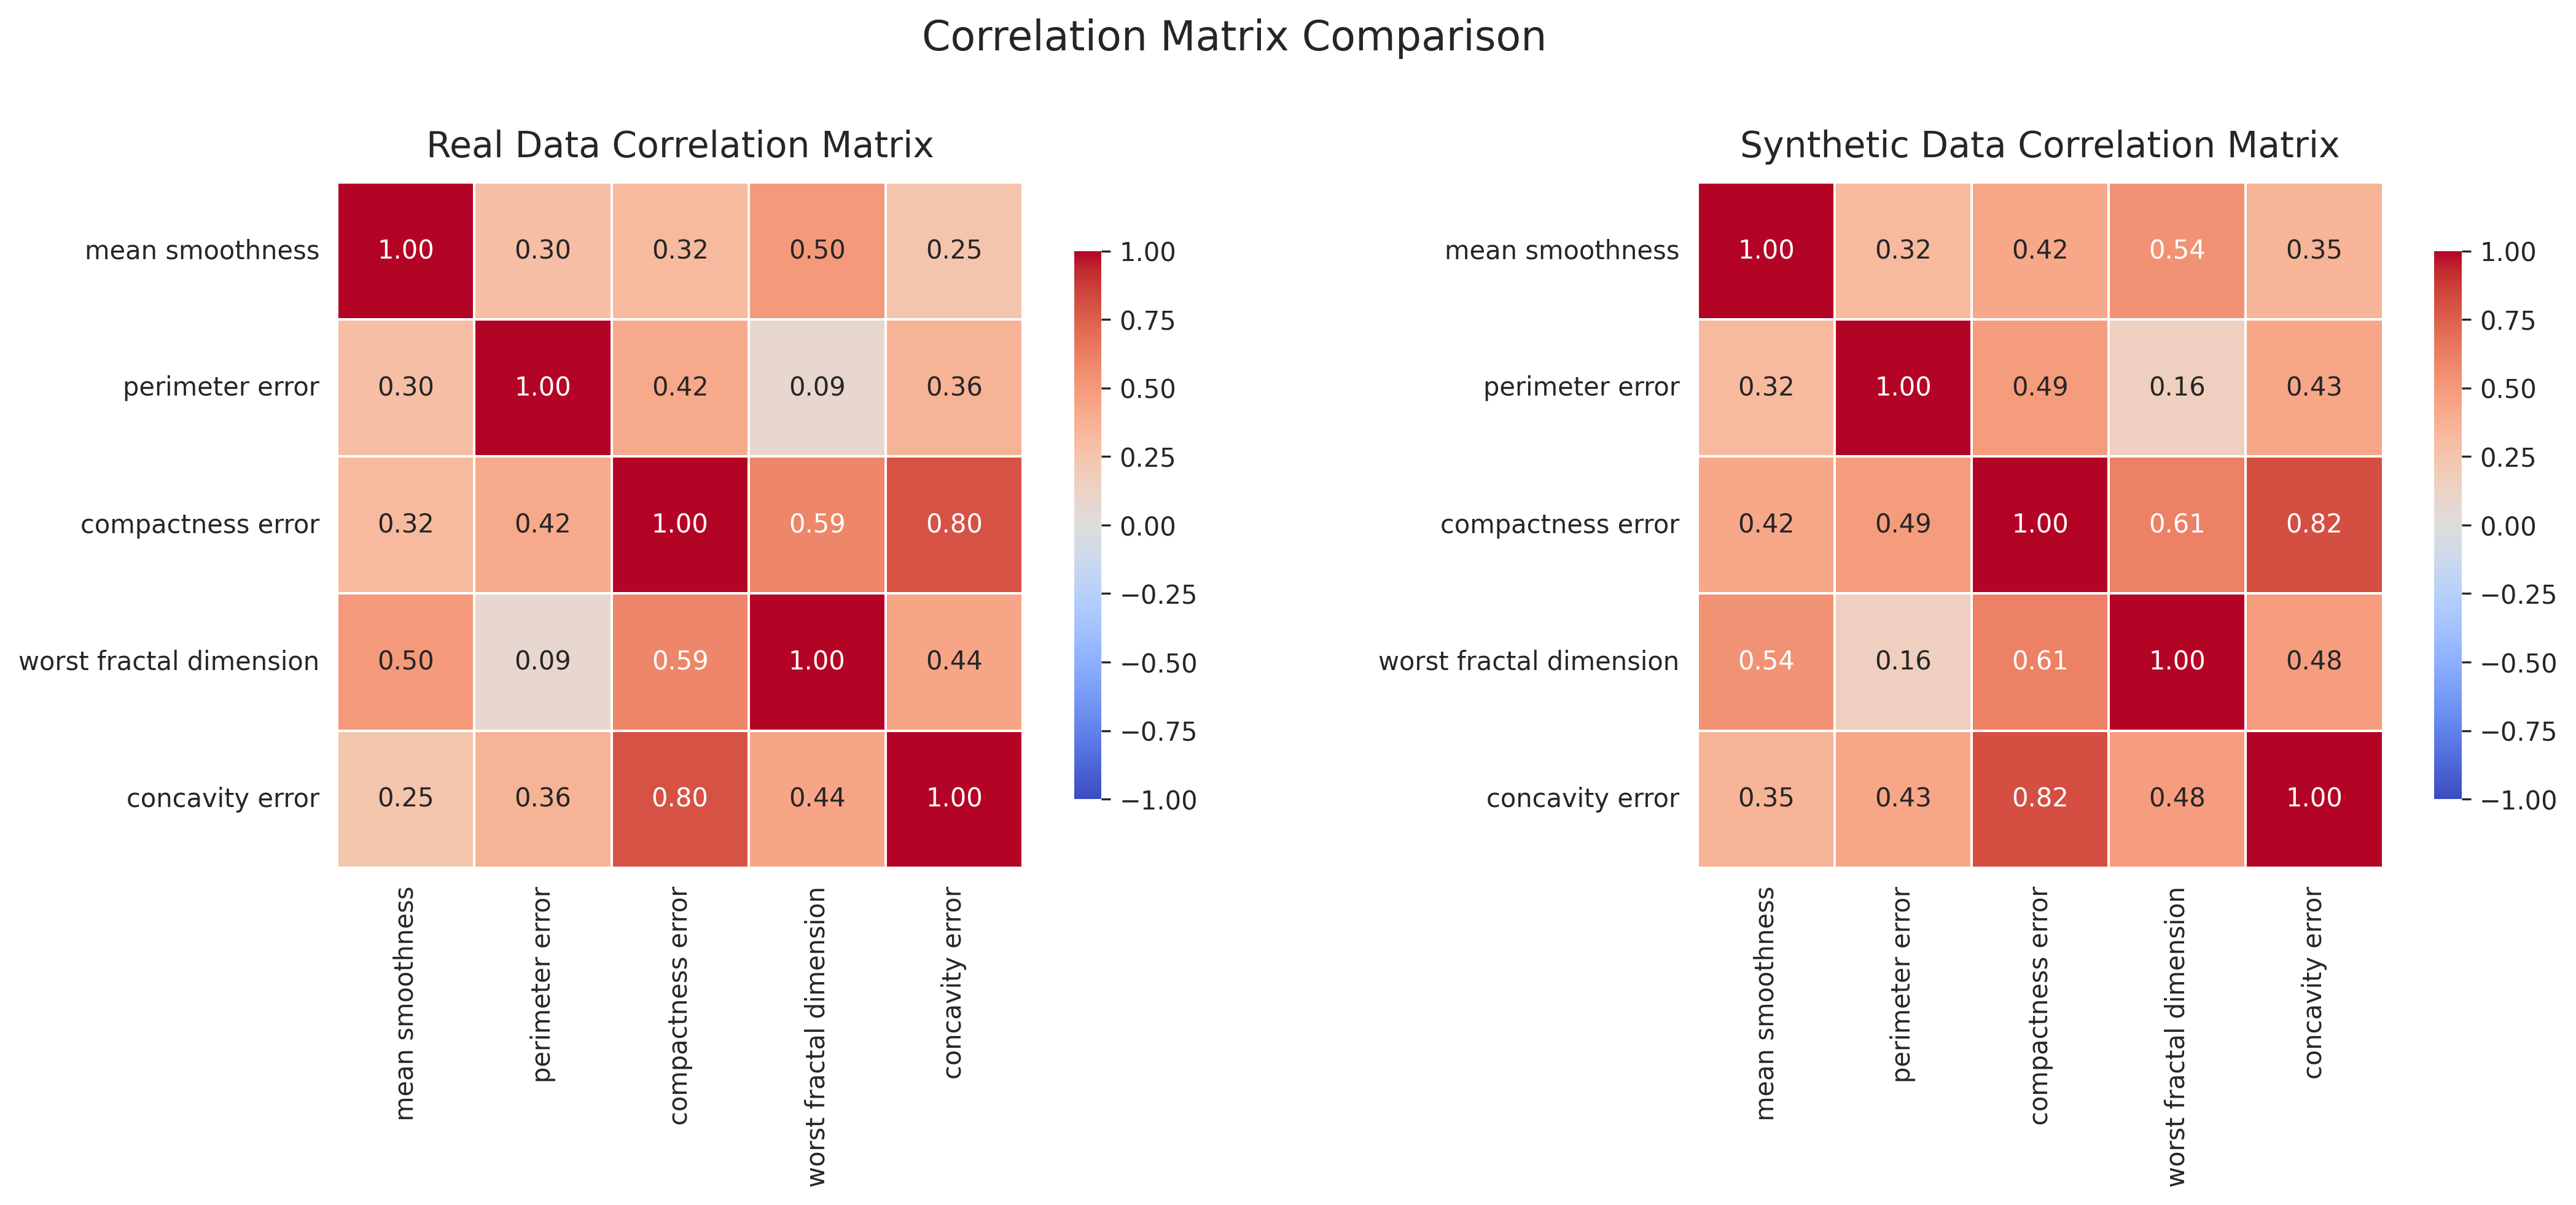 Correlation Matrix Comparison
Real Data Correlation Matrix
mean smoothness 1.00 0.30 0.32 0.50 0.25
perimeter error 0.30 1.00 0.42 0.09 0.36
compactness error 0.32 0.42 1.00 0.59 0.80
worst fractal dimension 0.50 0.09 0.59 1.00 0.44
concavity error 0.25 0.36 0.80 0.44 1.00
mean smoothness
perimeter error
compactness error
worst fractal dimension
concavity error
1.00
0.75
0.50
0.25
0.00
−0.25
−0.50
−0.75
−1.00
Synthetic Data Correlation Matrix
mean smoothness 1.00 0.32 0.42 0.54 0.35
perimeter error 0.32 1.00 0.49 0.16 0.43
compactness error 0.42 0.49 1.00 0.61 0.82
worst fractal dimension 0.54 0.16 0.61 1.00 0.48
concavity error 0.35 0.43 0.82 0.48 1.00
mean smoothness
perimeter error
compactness error
worst fractal dimension
concavity error
1.00
0.75
0.50
0.25
0.00
−0.25
−0.50
−0.75
−1.00